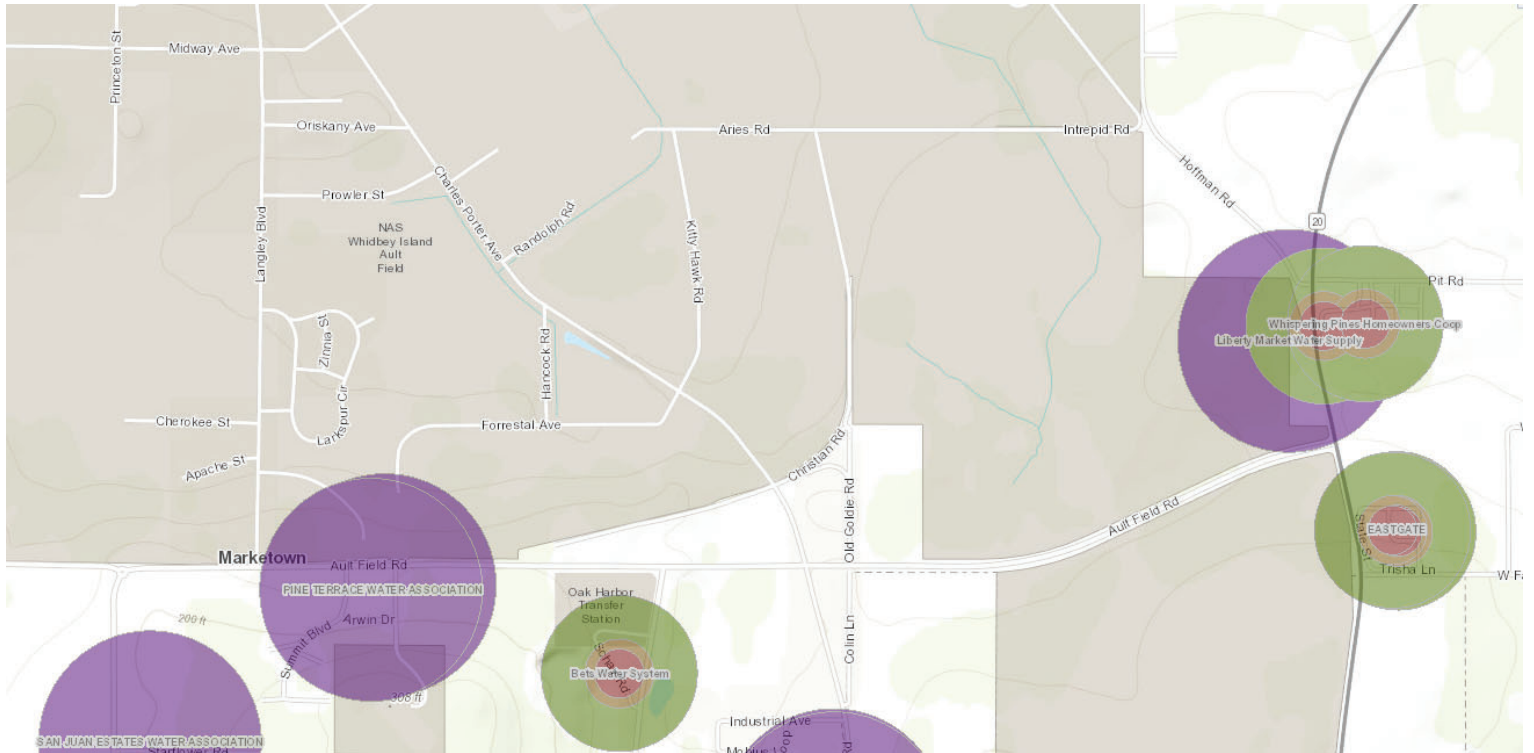 Midway Ave
Princeton St
Oriskany Ave
Aries Rd
Intrepid Rd
Hoffman Rd
Prowler St
Charles Porter Ave
Randolph Rd
Kitty Hawk Rd
20
NAS
Whidbey Island
Ault
Field
Langley Blvd
Pit Rd
Zinnia St
Hancock Rd
Whispering Pines Homeowners Coop
Liberty Market Water Supply
Larkspur Cir
Cherokee St
Forrestal Ave
Apache St
Christian Rd
Old Goldie Rd
Ault Field Rd
State St
EASTGATE
Marketown
Ault Field Rd
Trisha Ln
W Fa
PINE TERRACE WATER ASSOCIATION
Oak Harbor
Transfer
Station
200 ft
Arwin Dr
Summit Blvd
Colin Ln
Bets Water System
308 ft
Industrial Ave
SAN JUAN ESTATES WATER ASSOCIATION
Starflower Rd
Rd